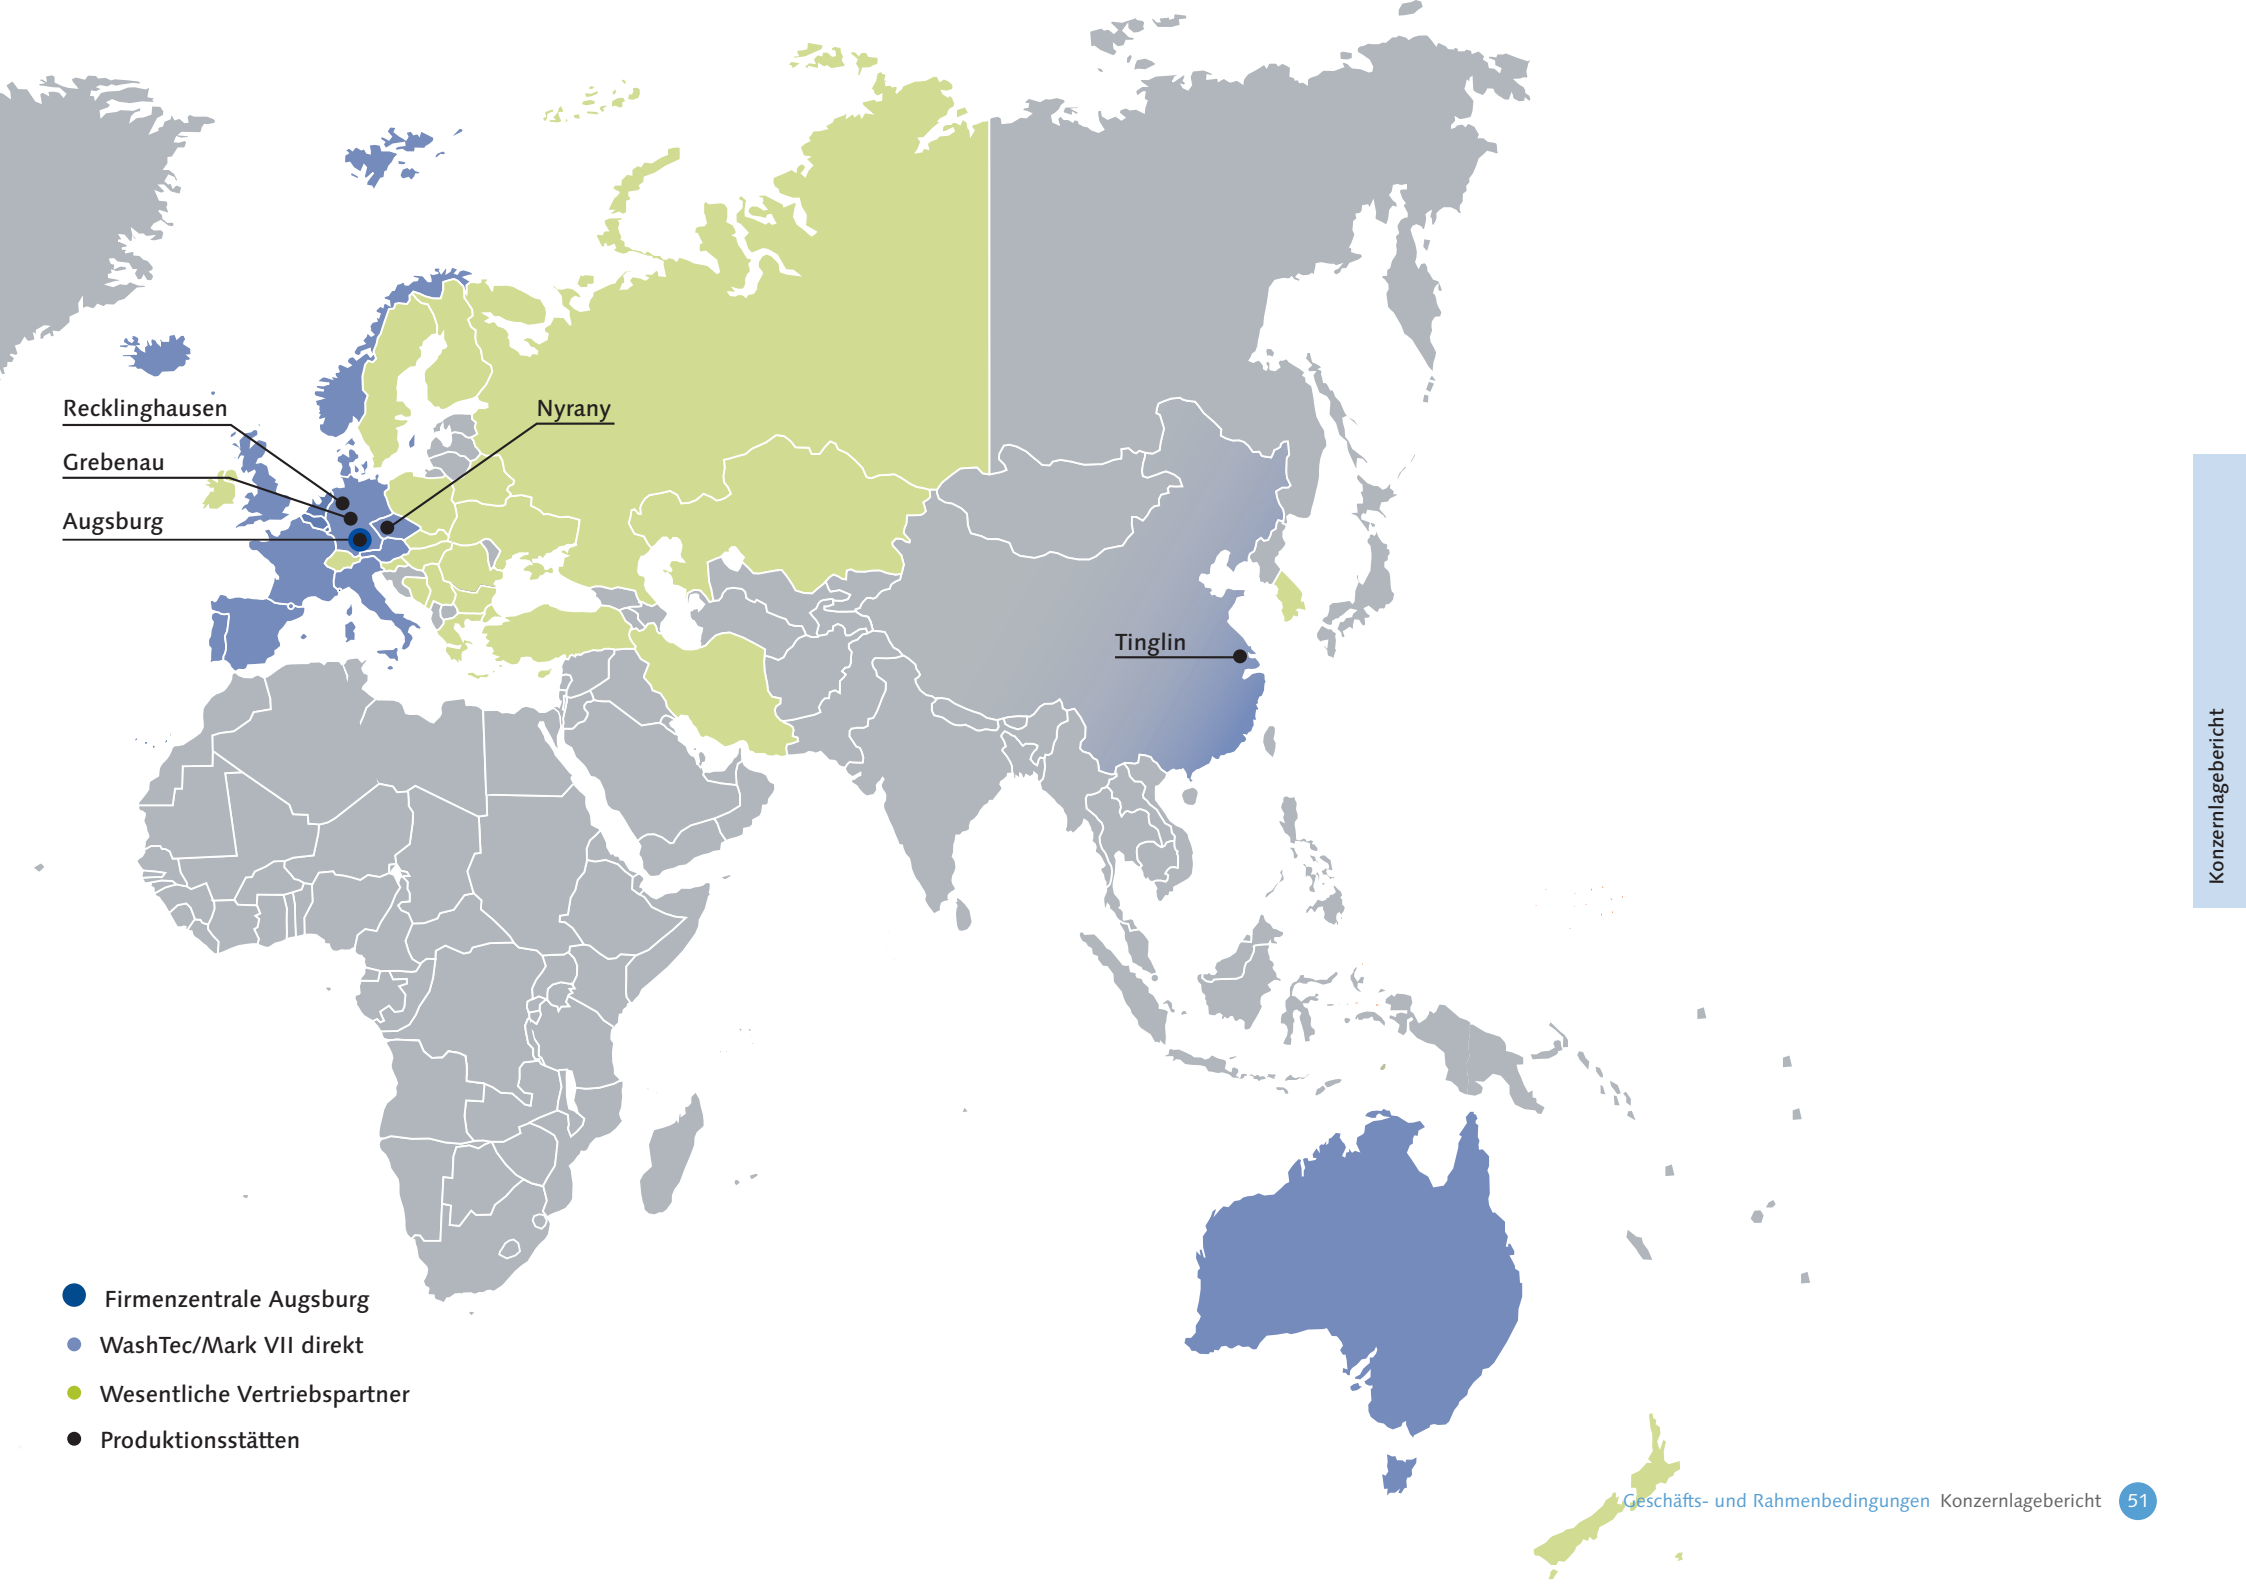 Recklinghausen
Nyrany
Grebenau
Augsburg
Tinglin
Konzernlagebericht
Firmenzentrale Augsburg
WashTec/Mark VII direkt
Wesentliche Vertriebspartner
Produktionsstätten
Geschäfts- und Rahmenbedingungen Konzernlagebericht 51